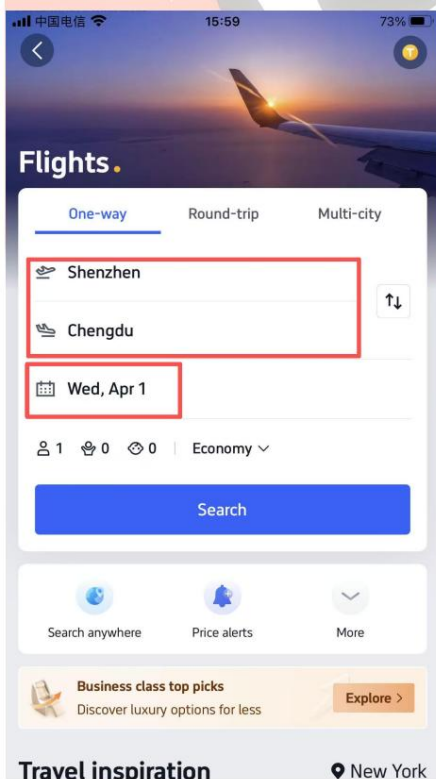 中国电信 15:59 73%
T
Flights.
One-way Round-trip Multi-city
Shenzhen
Chengdu
Wed, Apr 1
1 0 0 Economy
Search
Search anywhere Price alerts More
Business class top picks
Discover luxury options for less
Explore >
Travel inspiration New York